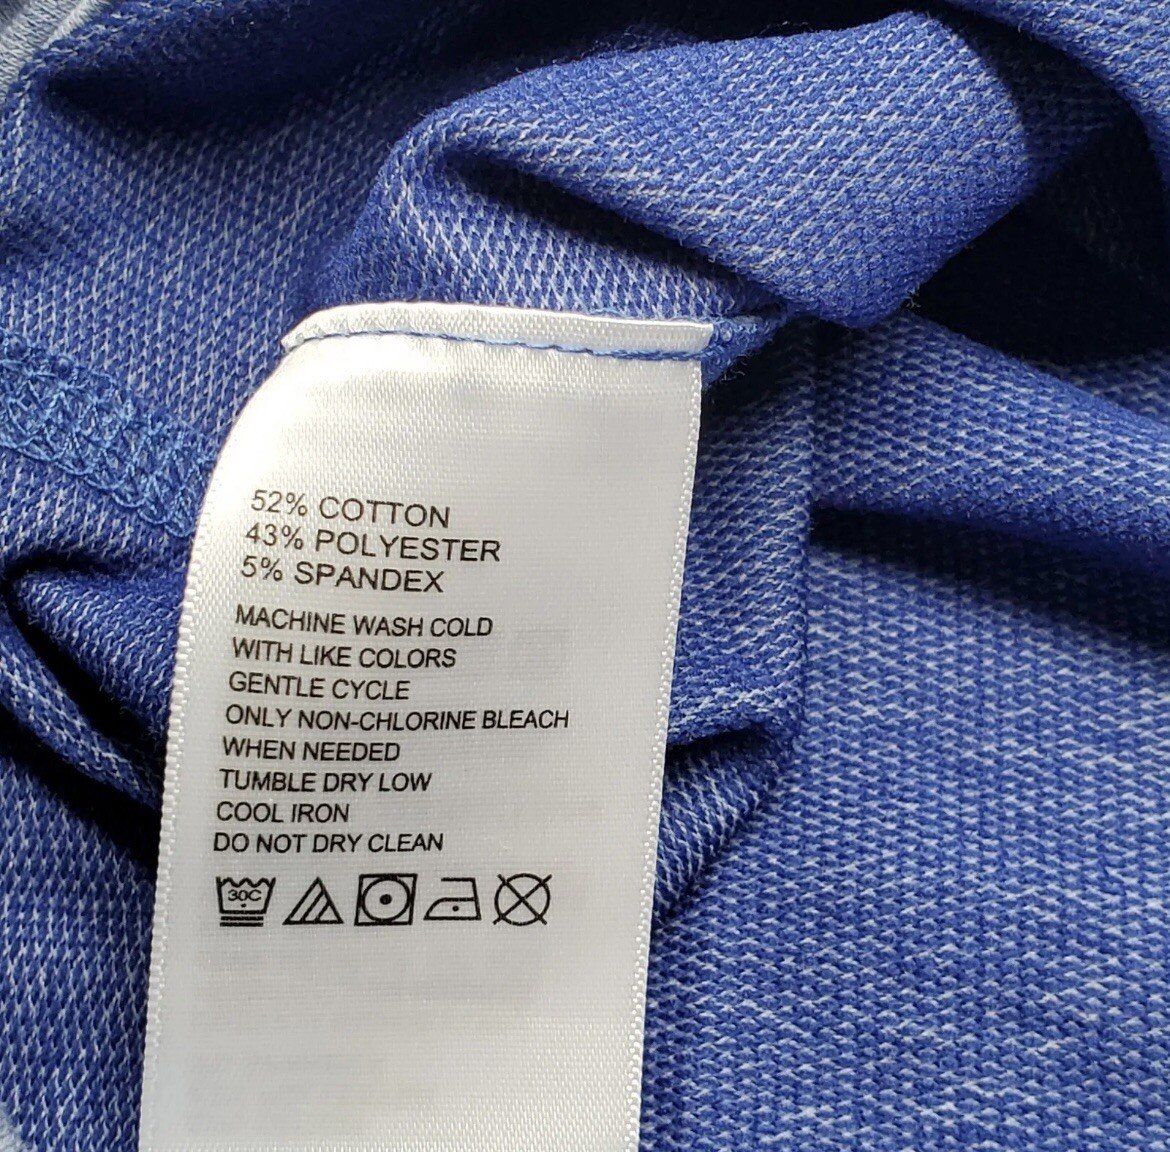 52% COTTON
43% POLYESTER
5% SPANDEX
MACHINE WASH COLD
WITH LIKE COLORS
GENTLE CYCLE
ONLY NON-CHLORINE BLEACH
WHEN NEEDED
TUMBLE DRY LOW
COOL IRON
DO NOT DRY CLEAN
30C